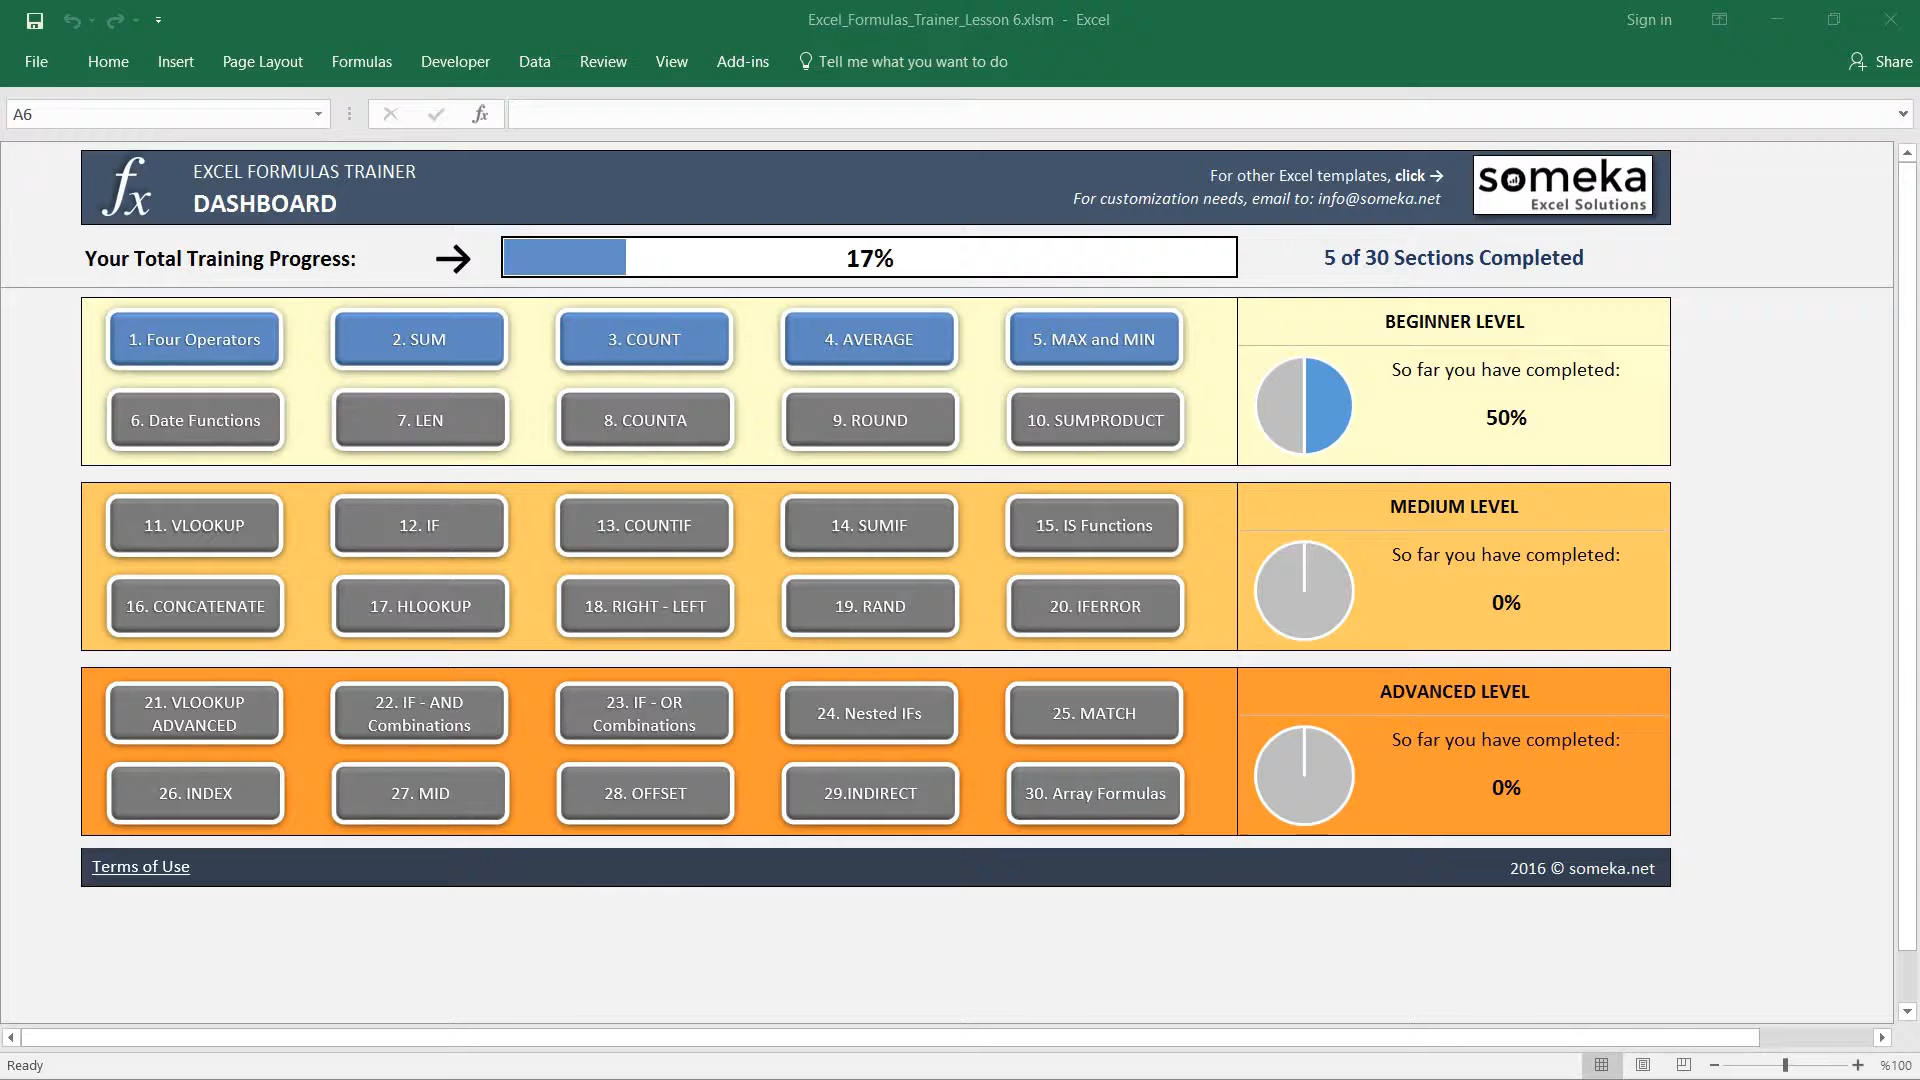 Excel_Formulas_Trainer_Lesson 6.xlsm - Excel
Sign in
File Home Insert Page Layout Formulas Developer Data Review View Add-ins Tell me what you want to do Share
A6 fx
fx
EXCEL FORMULAS TRAINER
DASHBOARD
For other Excel templates, click →
For customization needs, email to: info@someka.net
someka
Excel Solutions
Your Total Training Progress: → 17% 5 of 30 Sections Completed
1. Four Operators 2. SUM 3. COUNT 4. AVERAGE 5. MAX and MIN
6. Date Functions 7. LEN 8. COUNTA 9. ROUND 10. SUMPRODUCT
BEGINNER LEVEL
So far you have completed:
50%
11. VLOOKUP 12. IF 13. COUNTIF 14. SUMIF 15. IS Functions
16. CONCATENATE 17. HLOOKUP 18. RIGHT - LEFT 19. RAND 20. IFERROR
MEDIUM LEVEL
So far you have completed:
0%
21. VLOOKUP
ADVANCED
22. IF - AND
Combinations
23. IF - OR
Combinations
24. Nested IFs
25. MATCH
26. INDEX 27. MID 28. OFFSET 29.INDIRECT 30. Array Formulas
ADVANCED LEVEL
So far you have completed:
0%
Terms of Use
2016 © someka.net
Ready
%100